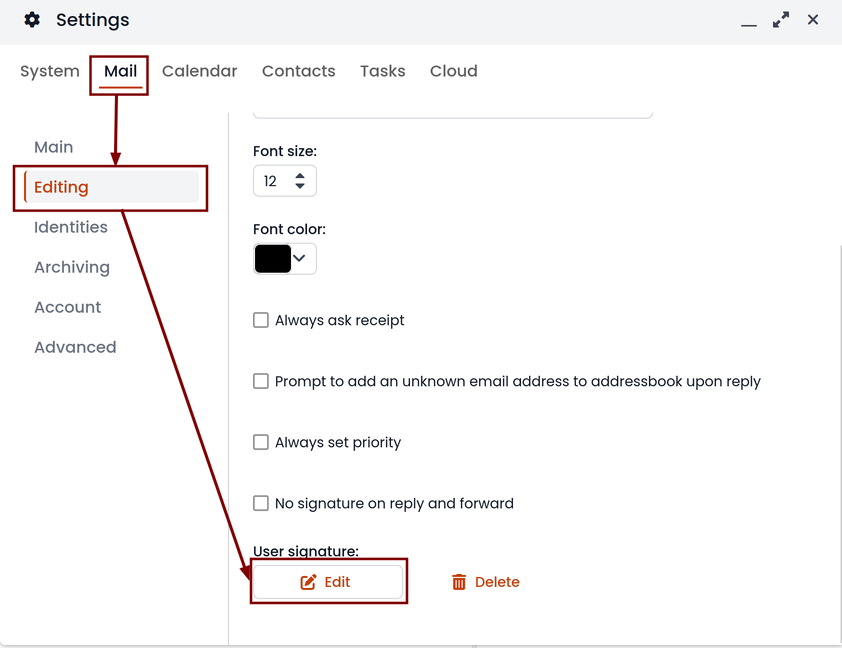 Settings
System Mail Calendar Contacts Tasks Cloud
Main
Editing
Identities
Archiving
Account
Advanced
Font size:
12
Font color:
Always ask receipt
Prompt to add an unknown email address to addressbook upon reply
Always set priority
No signature on reply and forward
User signature:
Edit Delete